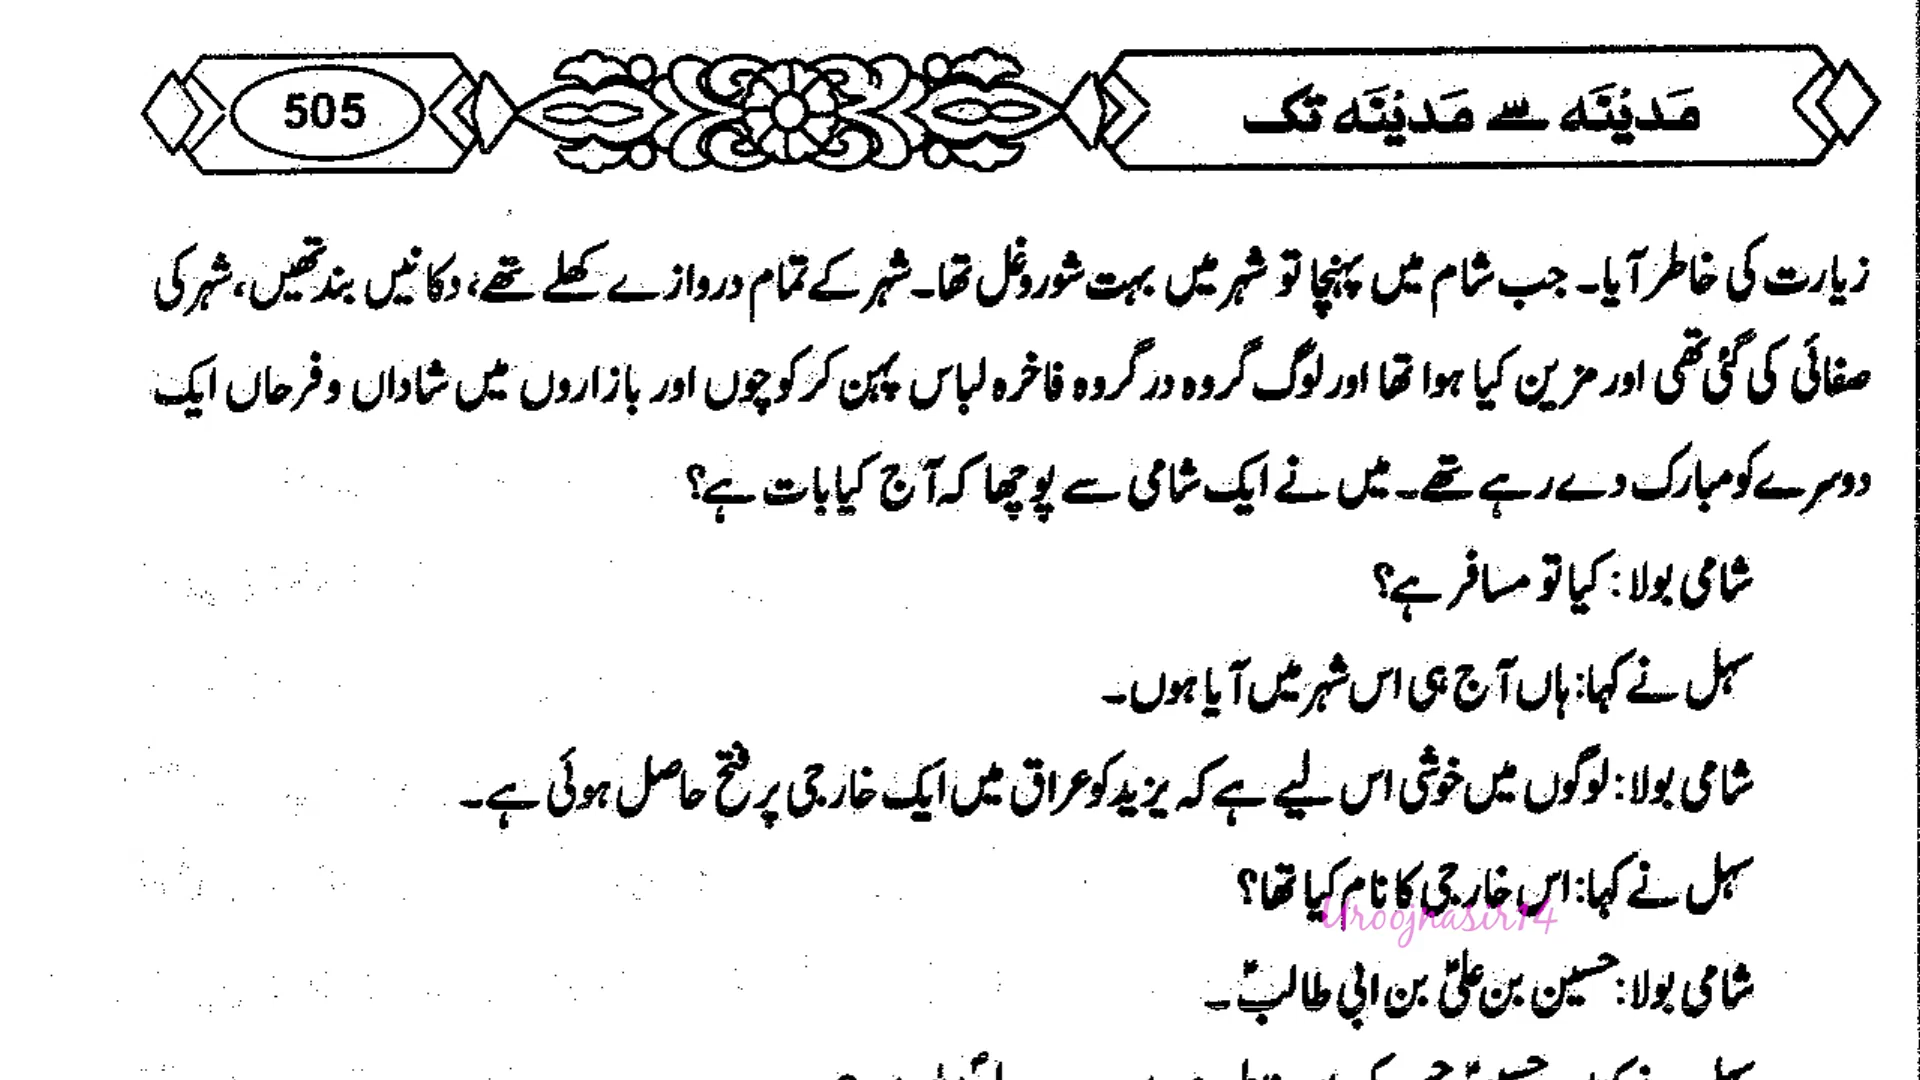 مَدیْنَہ سے مَدیْنَہ تک
505
زیارت کی خاطر آیا۔ جب شام میں پہنچا تو شہر میں بہت شوروغل تھا۔ شہر کے تمام دروازے کھلے تھے، دکانیں بند تھیں، شہر کی
صفائی کی گئی تھی اور مزین کیا ہوا تھا اور لوگ گروہ در گروہ فاخرہ لباس پہن کر کوچوں اور بازاروں میں شاداں و فرحاں ایک
دوسرے کو مبارک دے رہے تھے۔ میں نے ایک شامی سے پوچھا کہ آج کیا بات ہے؟
شامی بولا: کیا تو مسافر ہے؟
سہل نے کہا: ہاں آج ہی اس شہر میں آیا ہوں۔
شامی بولا: لوگوں میں خوشی اس لیے ہے کہ یزید کو عراق میں ایک خارجی پر فتح حاصل ہوئی ہے۔
سہل نے کہا: اس خارجی کا نام کیا تھا؟
Uroojnasir14
شامی بولا: حسین بن علیؑ بن ابی طالبؑ۔